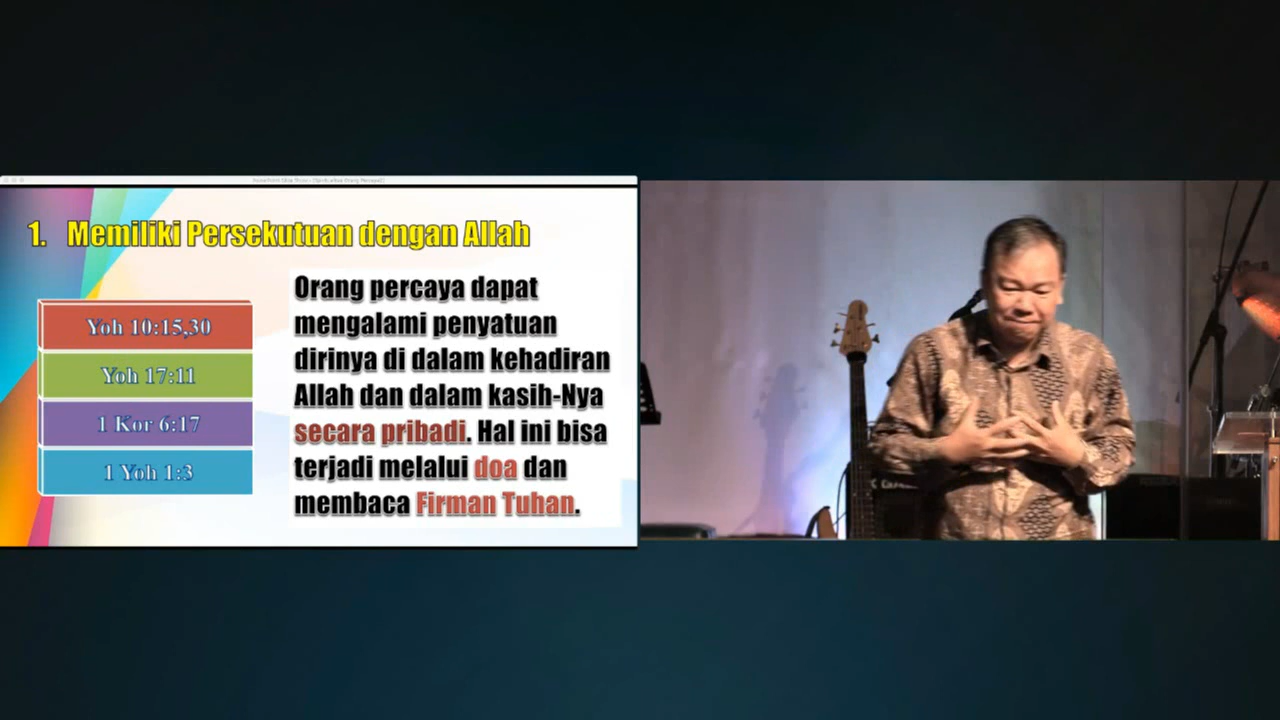 1. Memiliki Persekutuan dengan Allah
Yoh 10:15,30
Yoh 17:11
1 Kor 6:17
1 Yoh 1:3
Orang percaya dapat
mengalami penyatuan
dirinya di dalam kehadiran
Allah dan dalam kasih-Nya
secara pribadi. Hal ini bisa
terjadi melalui doa dan
membaca Firman Tuhan.